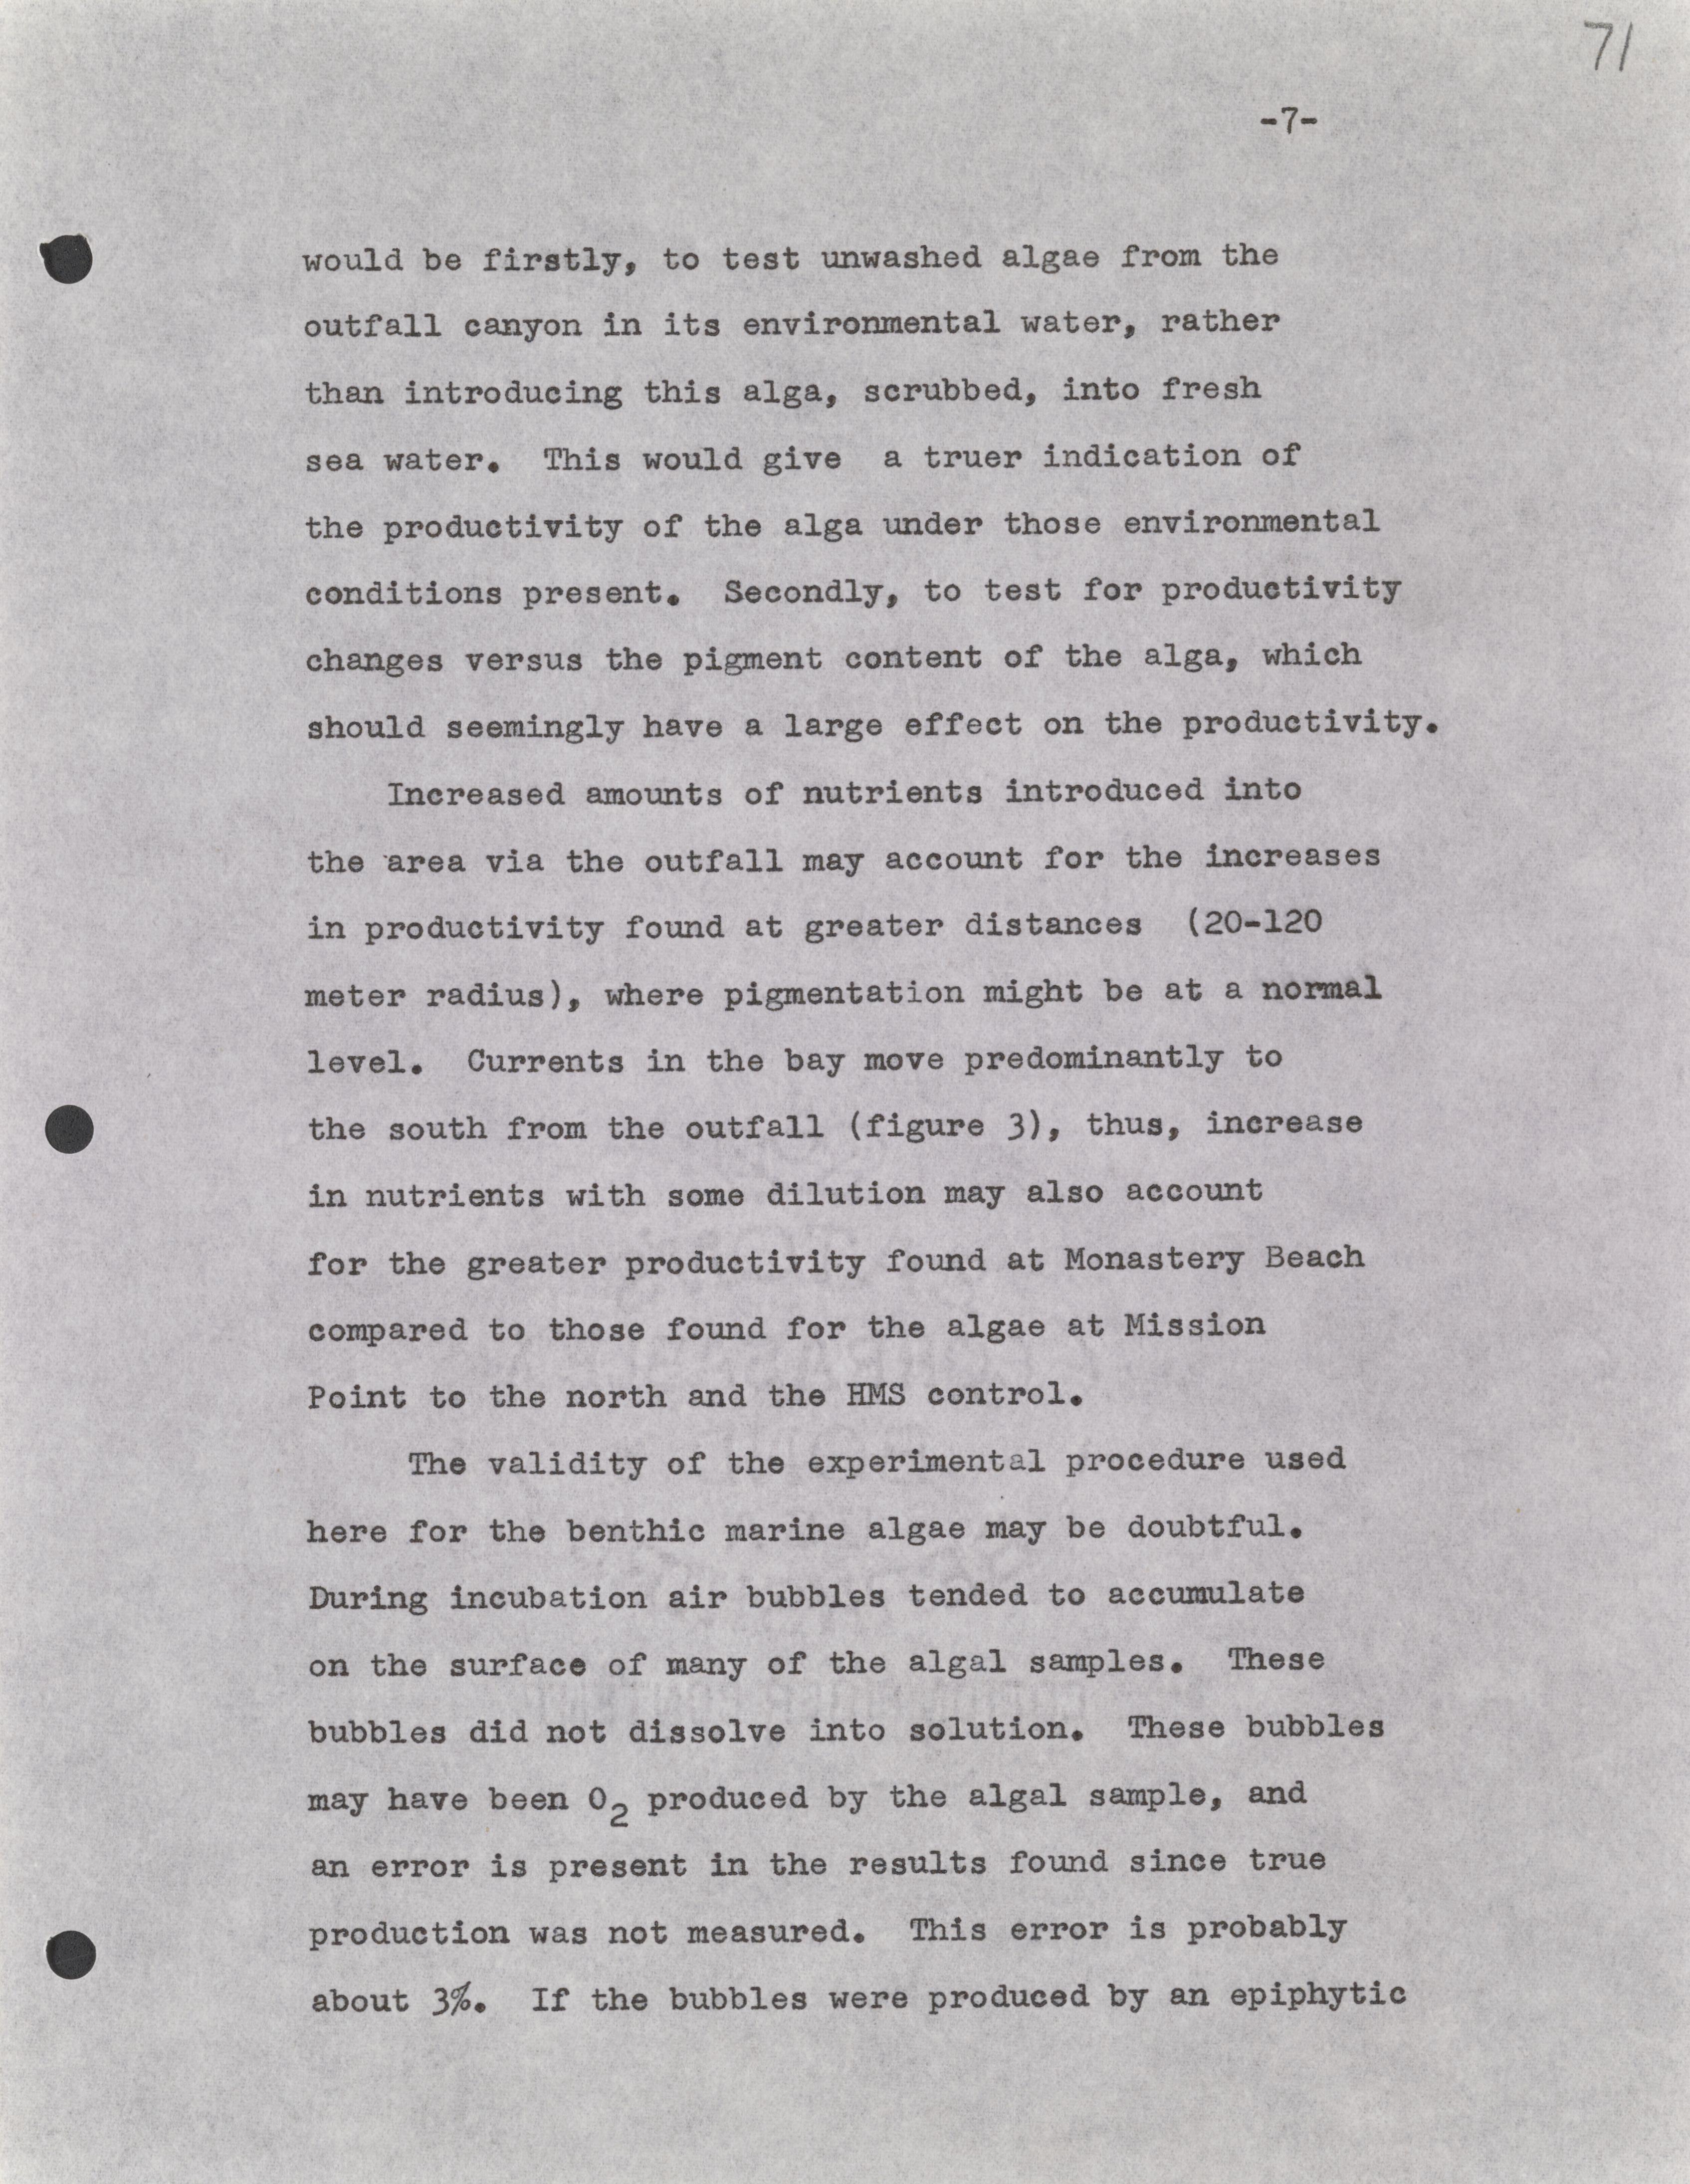 71
-7-
would be firstly, to test unwashed algae from the
outfall canyon in its environmental water, rather
than introducing this alga, scrubbed, into fresh
sea water.  This would give  a truer indication of
the productivity of the alga under those environmental
conditions present.  Secondly, to test for productivity
changes versus the pigment content of the alga, which
should seemingly have a large effect on the productivity.
Increased amounts of nutrients introduced into
the area via the outfall may account for the increases
in productivity found at greater distances  (20-120
meter radius), where pigmentation might be at a normal
level.  Currents in the bay move predominantly to
the south from the outfall (figure 3), thus, increase
in nutrients with some dilution may also account
for the greater productivity found at Monastery Beach
compared to those found for the algae at Mission
Point to the north and the HMS control.
The validity of the experimental procedure used
here for the benthic marine algae may be doubtful.
During incubation air bubbles tended to accumulate
on the surface of many of the algal samples.  These
bubbles did not dissolve into solution.  These bubbles
may have been O₂ produced by the algal sample, and
an error is present in the results found since true
production was not measured.  This error is probably
about 3%.  If the bubbles were produced by an epiphytic